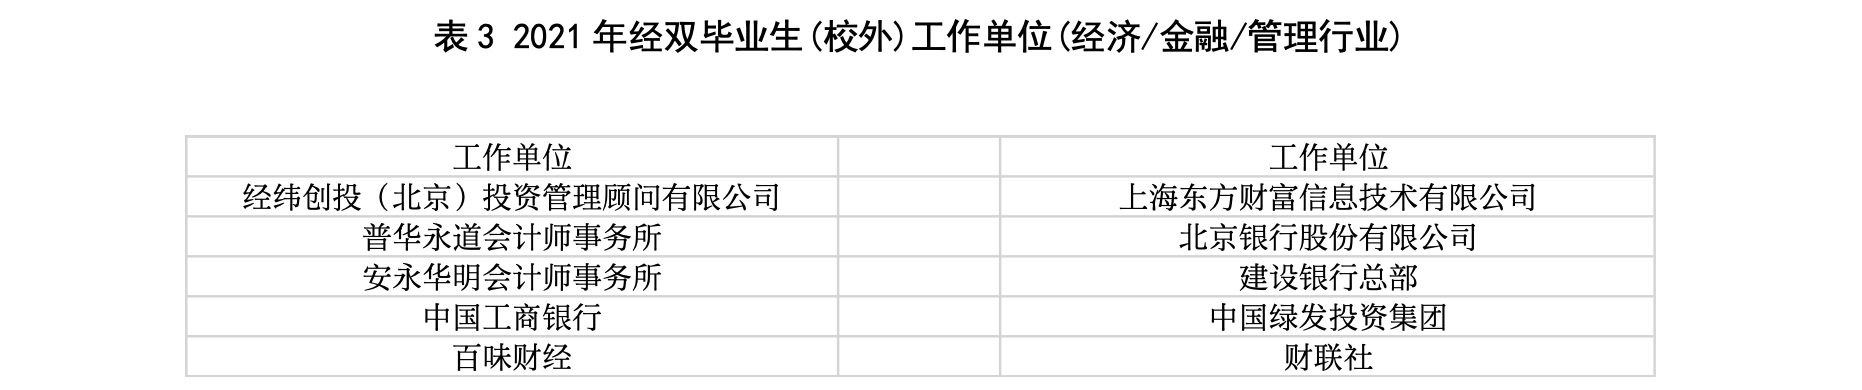 表 3 2021 年经双毕业生(校外)工作单位(经济/金融/管理行业)
工作单位 工作单位
经纬创投（北京）投资管理顾问有限公司 上海东方财富信息技术有限公司
普华永道会计师事务所 北京银行股份有限公司
安永华明会计师事务所 建设银行总部
中国工商银行 中国绿发投资集团
百味财经 财联社